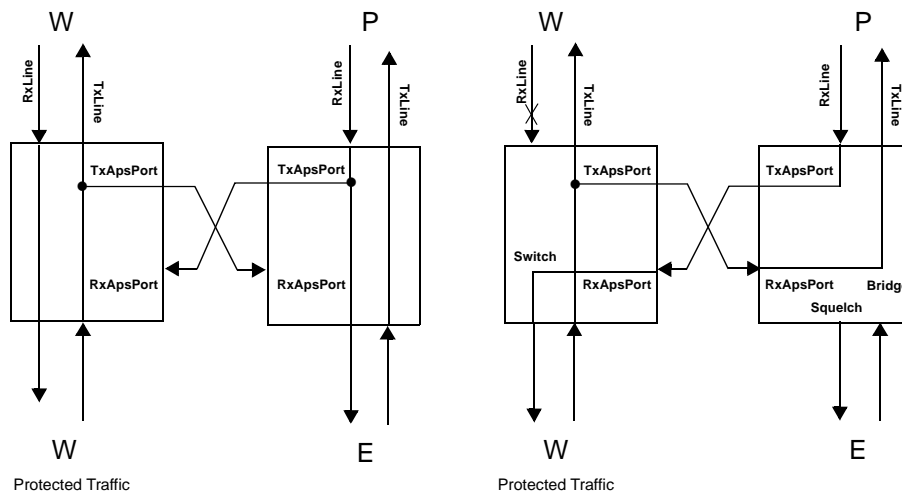 W
P
RxLine
TxLine
RxLine
TxLine
TxApsPort
TxApsPort
RxApsPort
RxApsPort
W
E
Protected Traffic
W
P
RxLine
TxLine
RxLine
TxLine
TxApsPort
TxApsPort
Switch
RxApsPort
RxApsPort
Bridge
Squelch
W
E
Protected Traffic